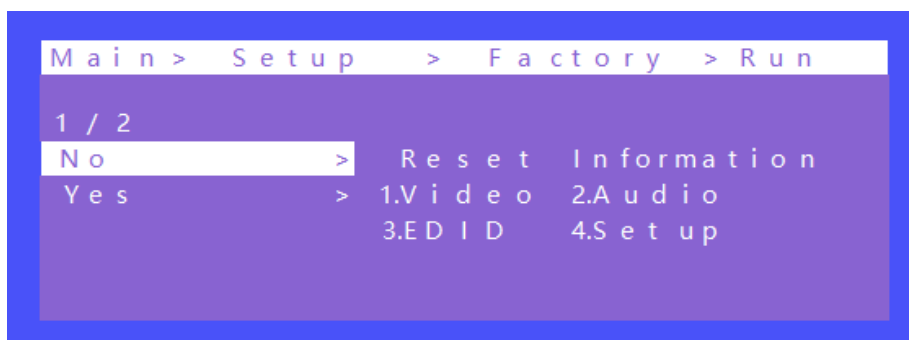 Main> Setup > Factory >Run
1 / 2
No > Reset Information
Yes > 1.Video 2.Audio
3.EDID 4.Setup